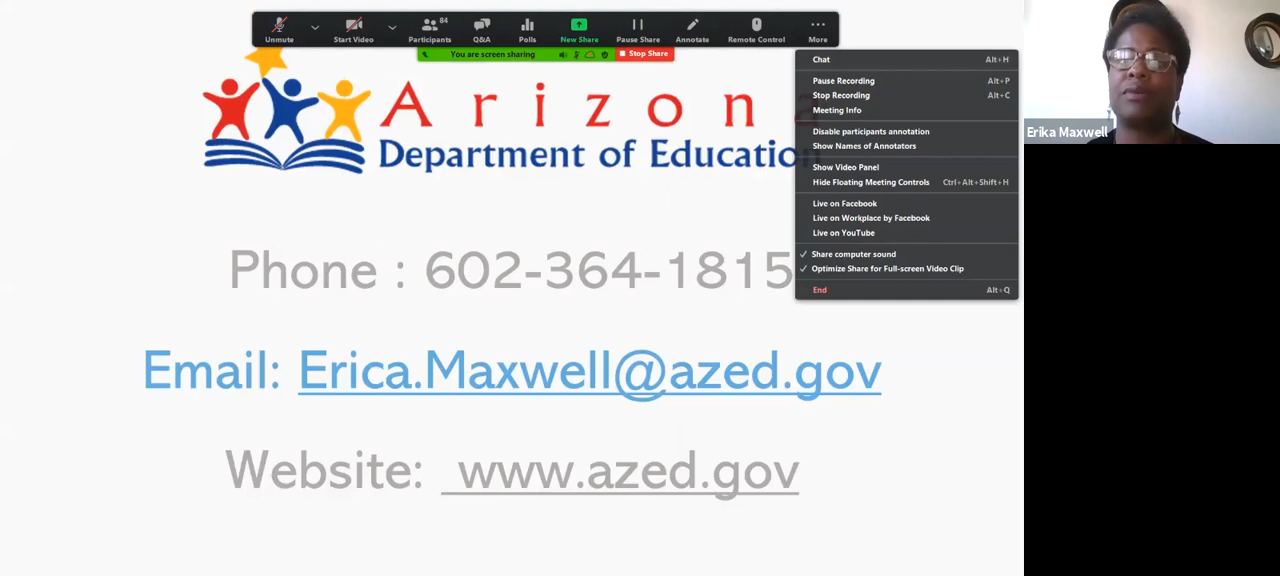 Unmute
Start Video
84
Participants
Q&A
Polls
New Share
Pause Share
Annotate
Remote Control
More
You are screen sharing
Stop Share
Chat Alt+H
Pause Recording Alt+P
Stop Recording Alt+C
Meeting Info
Disable participants annotation
Show Names of Annotators
Show Video Panel
Hide Floating Meeting Controls Ctrl+Alt+Shift+H
Live on Facebook
Live on Workplace by Facebook
Live on YouTube
Share computer sound
Optimize Share for Full-screen Video Clip
End Alt+Q
Erika Maxwell
Arizona
Department of Education
Phone : 602-364-1815
Email: Erica.Maxwell@azed.gov
Website: www.azed.gov